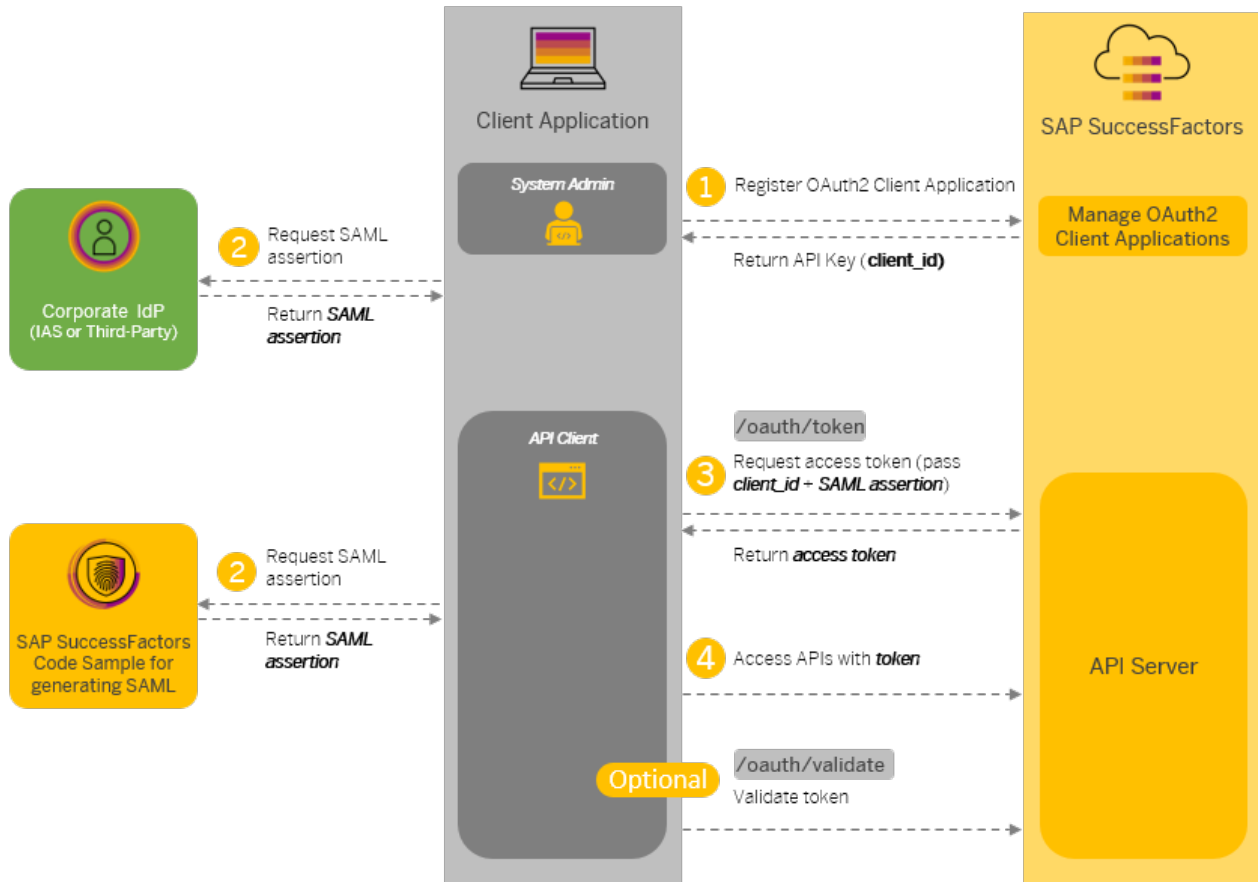 Client Application
SAP SuccessFactors
System Admin
1
Register OAuth2 Client Application
Return API Key (client_id)
Manage OAuth2
Client Applications
Corporate IdP
(IAS or Third-Party)
2
Request SAML
assertion
Return SAML
assertion
API Client
</>
/oauth/token
3
Request access token (pass
client_id + SAML assertion)
Return access token
SAP SuccessFactors
Code Sample for
generating SAML
2
Request SAML
assertion
Return SAML
assertion
4
Access APIs with token
API Server
Optional
/oauth/validate
Validate token